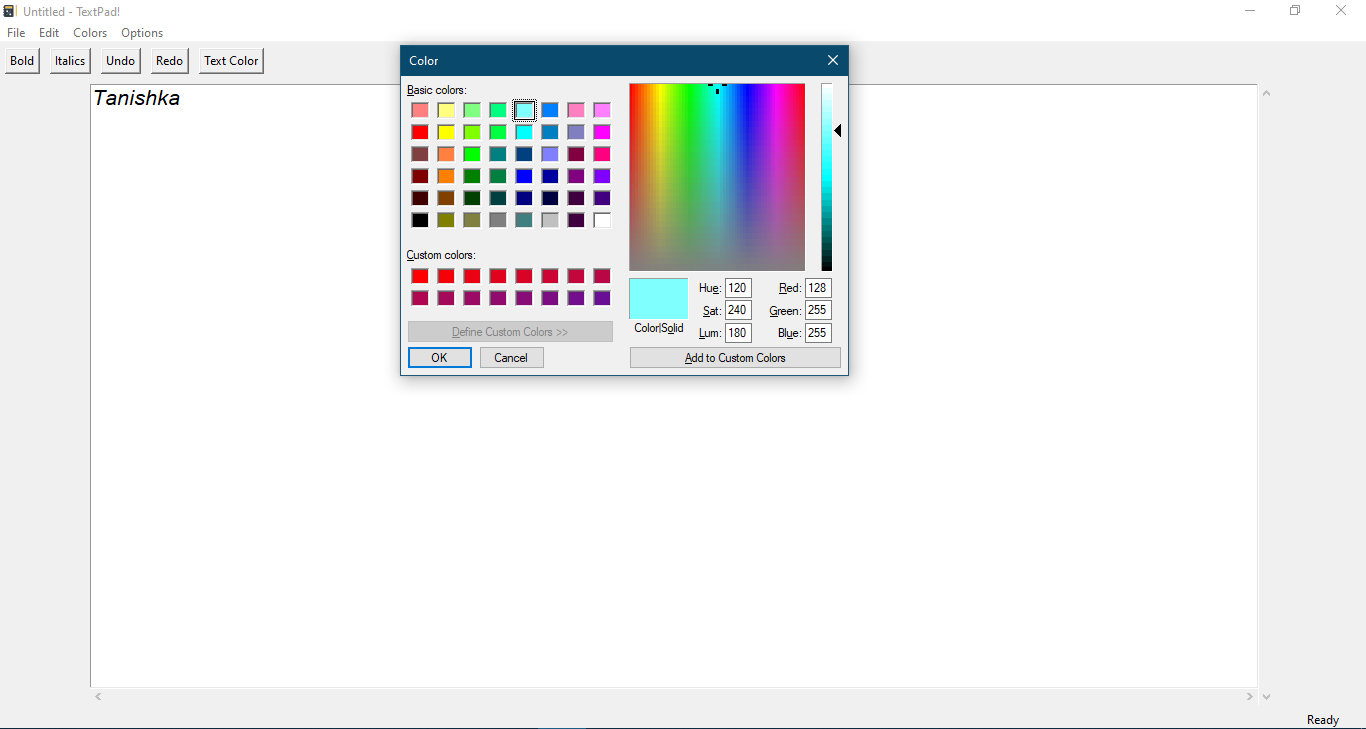 Untitled - TextPad!
File Edit Colors Options
Bold Italics Undo Redo Text Color
Tanishka
Color
Basic colors:
Custom colors:
Define Custom Colors >>
OK Cancel
Color|Solid
Hue: 120 Red: 128
Sat: 240 Green: 255
Lum: 180 Blue: 255
Add to Custom Colors
Ready